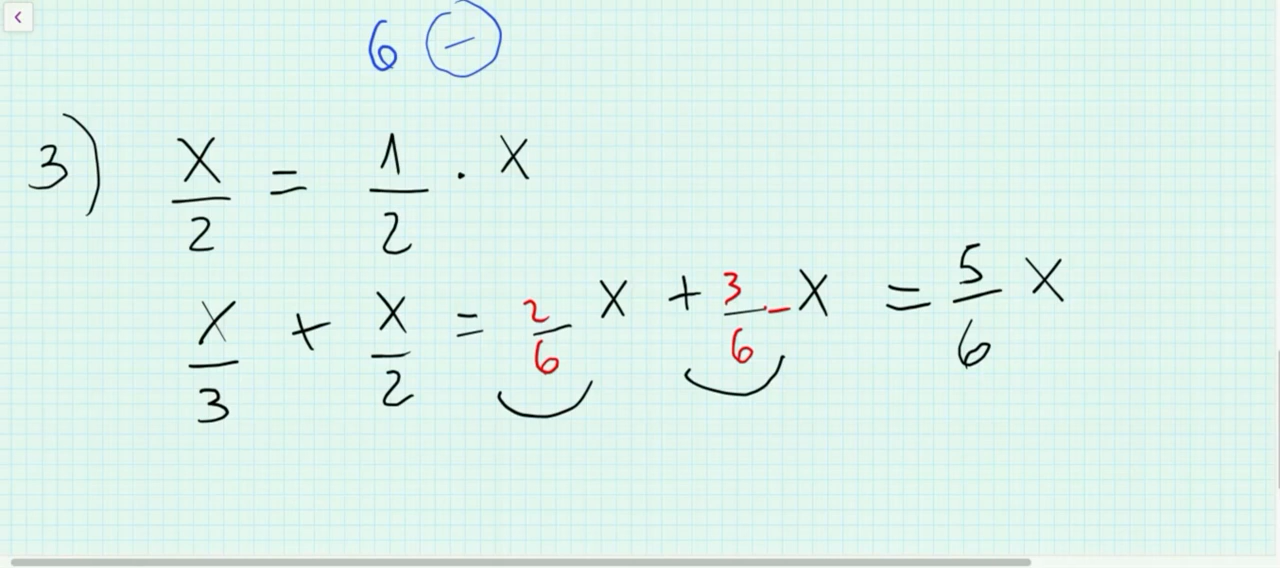 6 ⊖
3) x/2 = 1/2 · x
x/3 + x/2 = 2/6 x + 3/6 x = 5/6 x